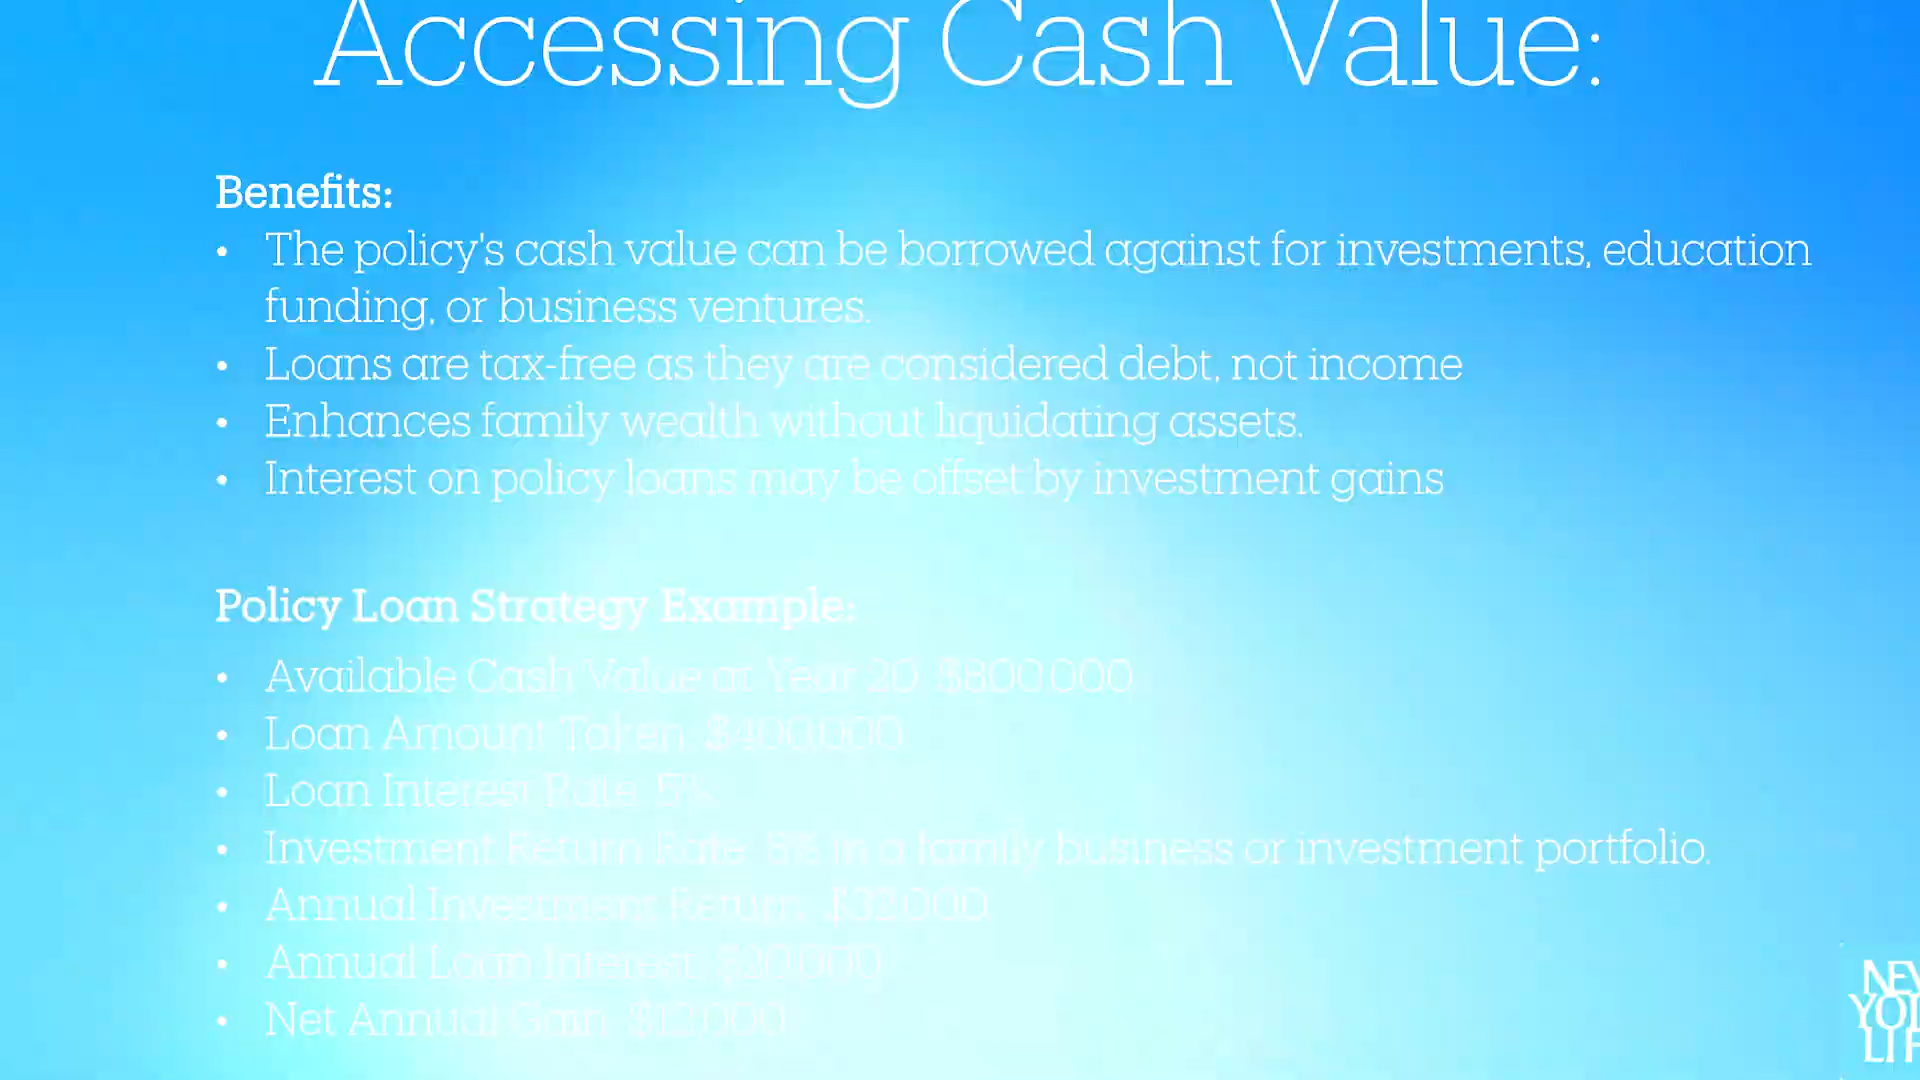 Accessing Cash Value:
Benefits:
• The policy's cash value can be borrowed against for investments, education
funding, or business ventures.
• Loans are tax-free as they are considered debt, not income
• Enhances family wealth without liquidating assets.
• Interest on policy loans may be offset by investment gains
Policy Loan Strategy Example:
• Available Cash Value at Year 20: $800,000
• Loan Amount Taken: $400,000
• Loan Interest Rate: 5%
• Investment Return Rate: 8% in a family business or investment portfolio.
• Annual Investment Return: $32,000
• Annual Loan Interest: $20,000
• Net Annual Gain: $12,000
NEW
YOR
LIF